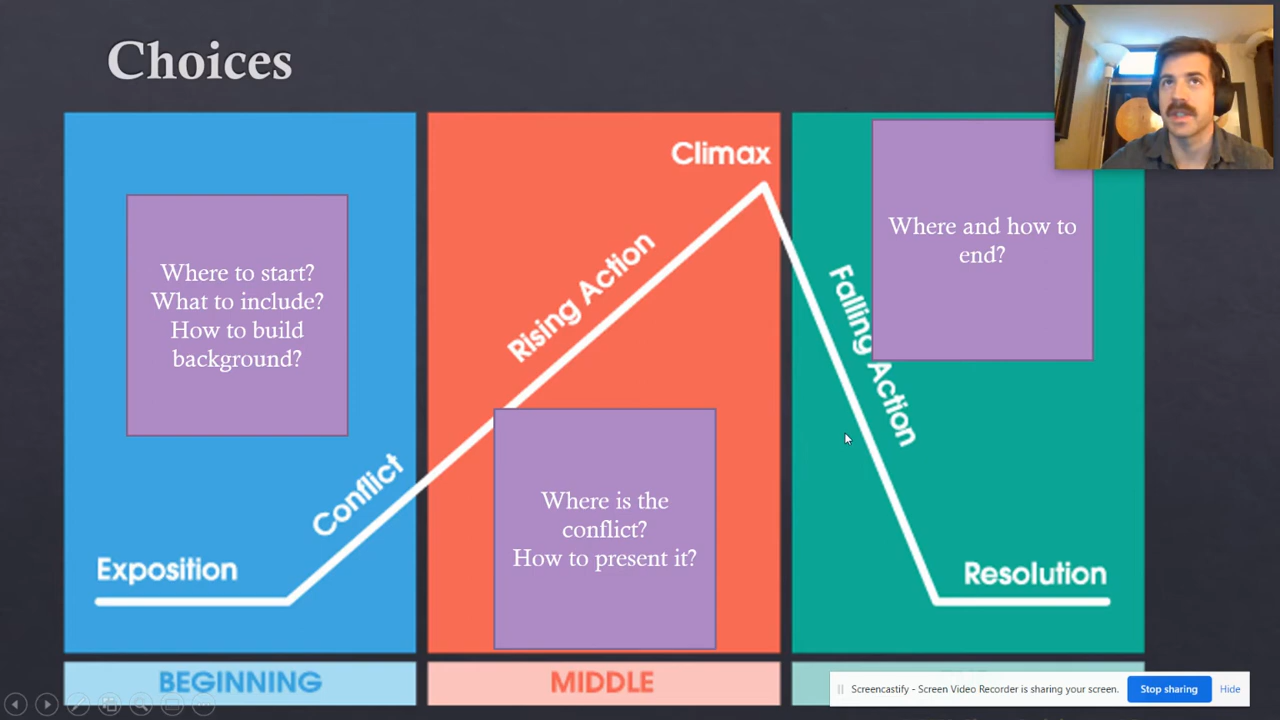 Choices
Where to start?
What to include?
How to build
background?
Exposition
Conflict
Rising Action
Climax
Where is the
conflict?
How to present it?
Where and how to
end?
Falling Action
Resolution
BEGINNING
MIDDLE
Screencastify - Screen Video Recorder is sharing your screen.
Stop sharing
Hide